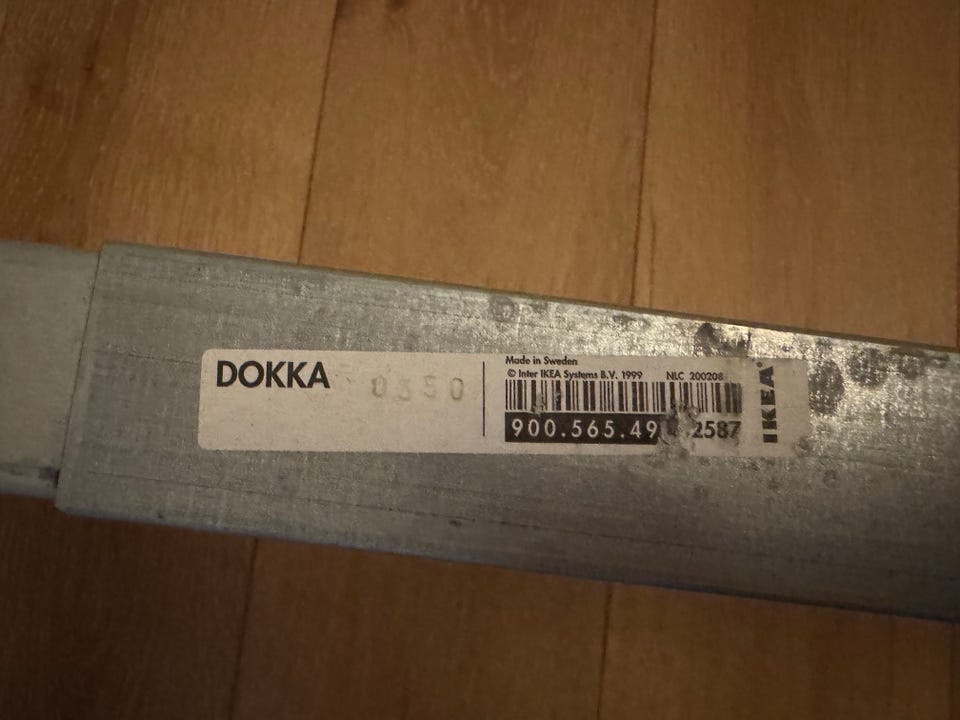 DOKKA
0350
Made in Sweden
© Inter IKEA Systems B.V. 1999 NLC 200208
900.565.49 2587
IKEA®